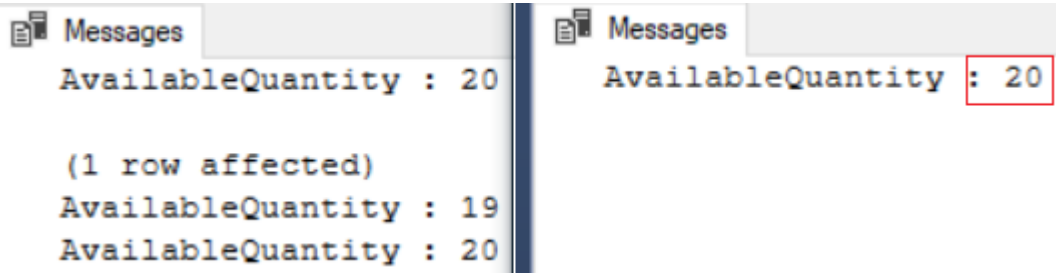 Messages
AvailableQuantity : 20
(1 row affected)
AvailableQuantity : 19
AvailableQuantity : 20
Messages
AvailableQuantity : 20